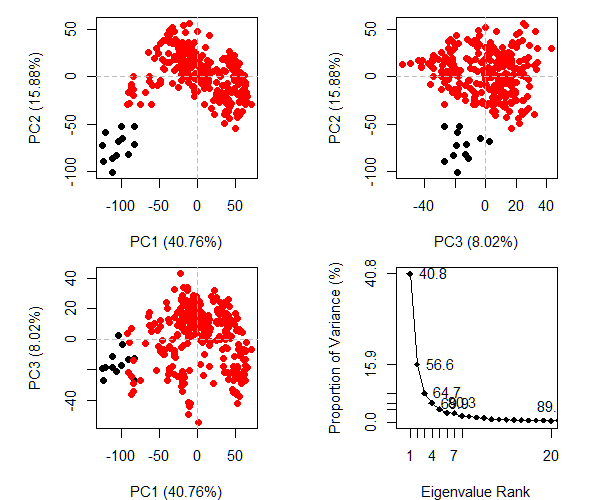 50
0
-50
-100
PC2 (15.88%)
-100 -50 0 50
PC1 (40.76%)
50
0
-50
-100
PC2 (15.88%)
-40 -20 0 20 40
PC3 (8.02%)
40
20
0
-40
PC3 (8.02%)
-100 -50 0 50
PC1 (40.76%)
40.8
15.9
0.0
Proportion of Variance (%)
40.8
56.6
64.7
89.
1 4 7 20
Eigenvalue Rank